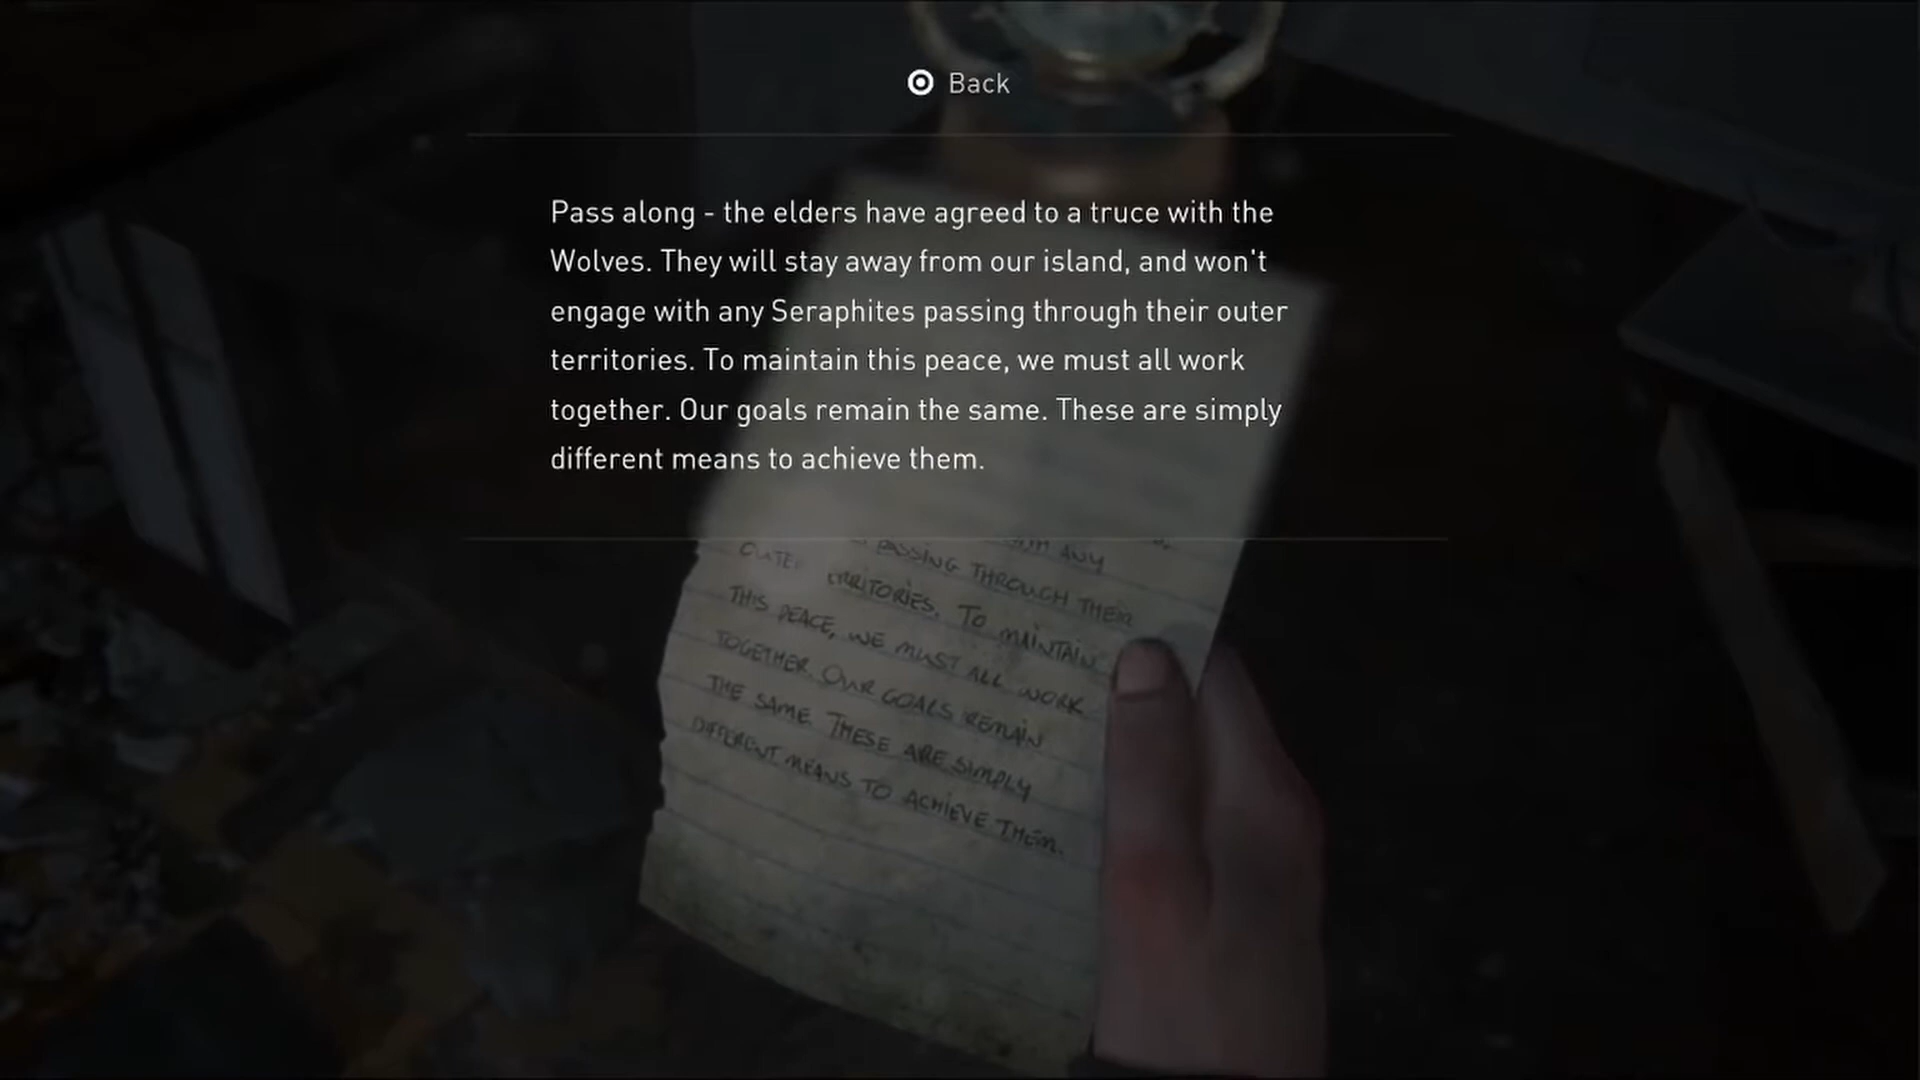 Back
Pass along - the elders have agreed to a truce with the
Wolves. They will stay away from our island, and won't
engage with any Seraphites passing through their outer
territories. To maintain this peace, we must all work
together. Our goals remain the same. These are simply
different means to achieve them.
ANY
PASSING THROUGH THEIR
OUTER TERRITORIES. TO MAINTAIN
THIS PEACE, WE MUST ALL WORK
TOGETHER. OUR GOALS REMAIN
THE SAME. THESE ARE SIMPLY
DIFFERENT MEANS TO ACHIEVE THEM.